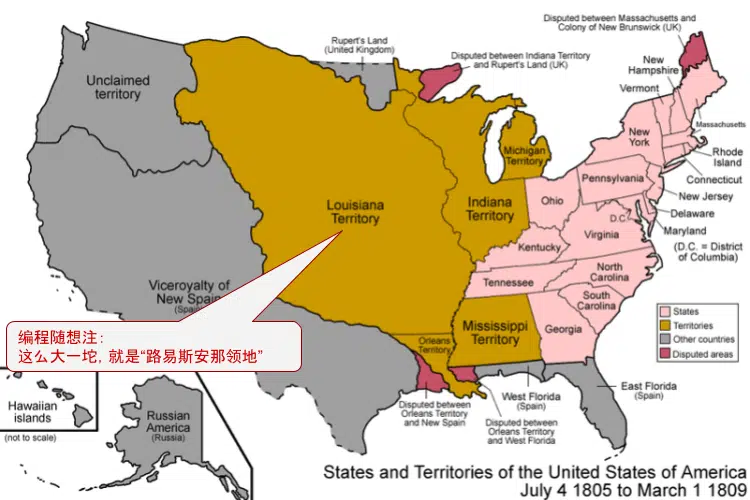 Disputed between Massachusetts and
Colony of New Brunswick (UK)
Rupert's Land
(United Kingdom)
Disputed between Indiana Territory
and Rupert's Land (UK)
New
Hampshire
Vermont
Unclaimed
territory
Massachusetts
New
York
Michigan
Territory
Rhode
Island
Connecticut
Pennsylvania
New Jersey
Louisiana
Territory
Indiana
Territory
Ohio
Delaware
D.C.
Maryland
(D.C. = District
of Columbia)
Virginia
Kentucky
Viceroyalty of
New Spain
(Spain)
North
Carolina
Tennessee
South
Carolina
编程随想注：
这么大一坨, 就是“路易斯安那领地”
Mississippi
Territory
Georgia
Orleans
Territory
States
Territories
Other countries
Disputed areas
East Florida
(Spain)
West Florida
(Spain)
Disputed between
Orleans Territory
and New Spain
Disputed between
Orleans Territory
and West Florida
Hawaiian
islands
(not to scale)
Russian
America
(Russia)
States and Territories of the United States of America
July 4 1805 to March 1 1809